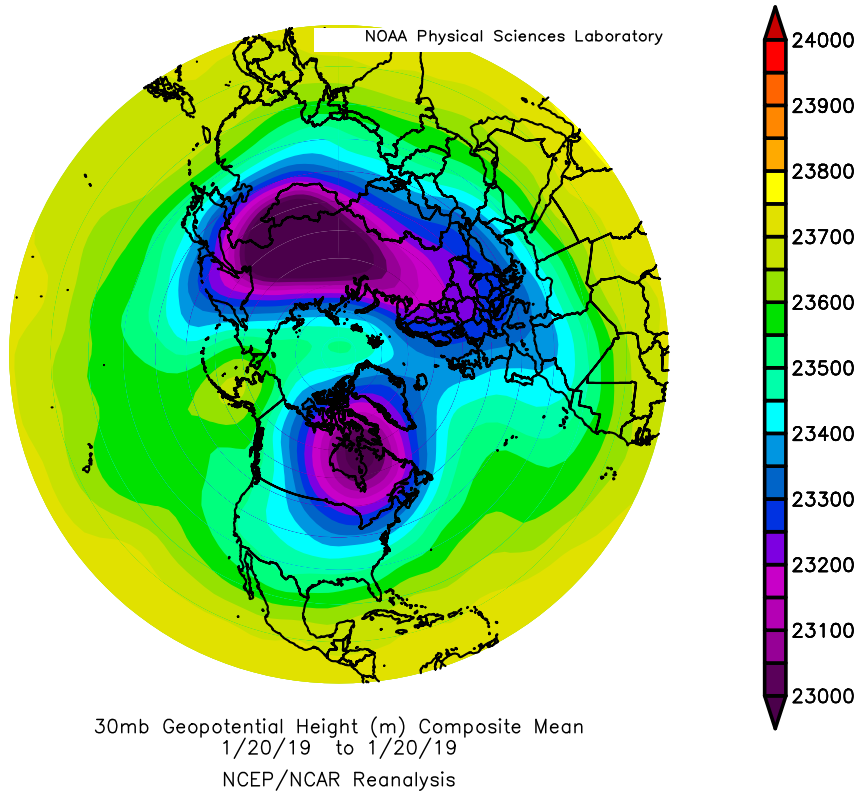 NOAA Physical Sciences Laboratory
24000
23900
23800
23700
23600
23500
23400
23300
23200
23100
23000
30mb Geopotential Height (m) Composite Mean
1/20/19 to 1/20/19
NCEP/NCAR Reanalysis